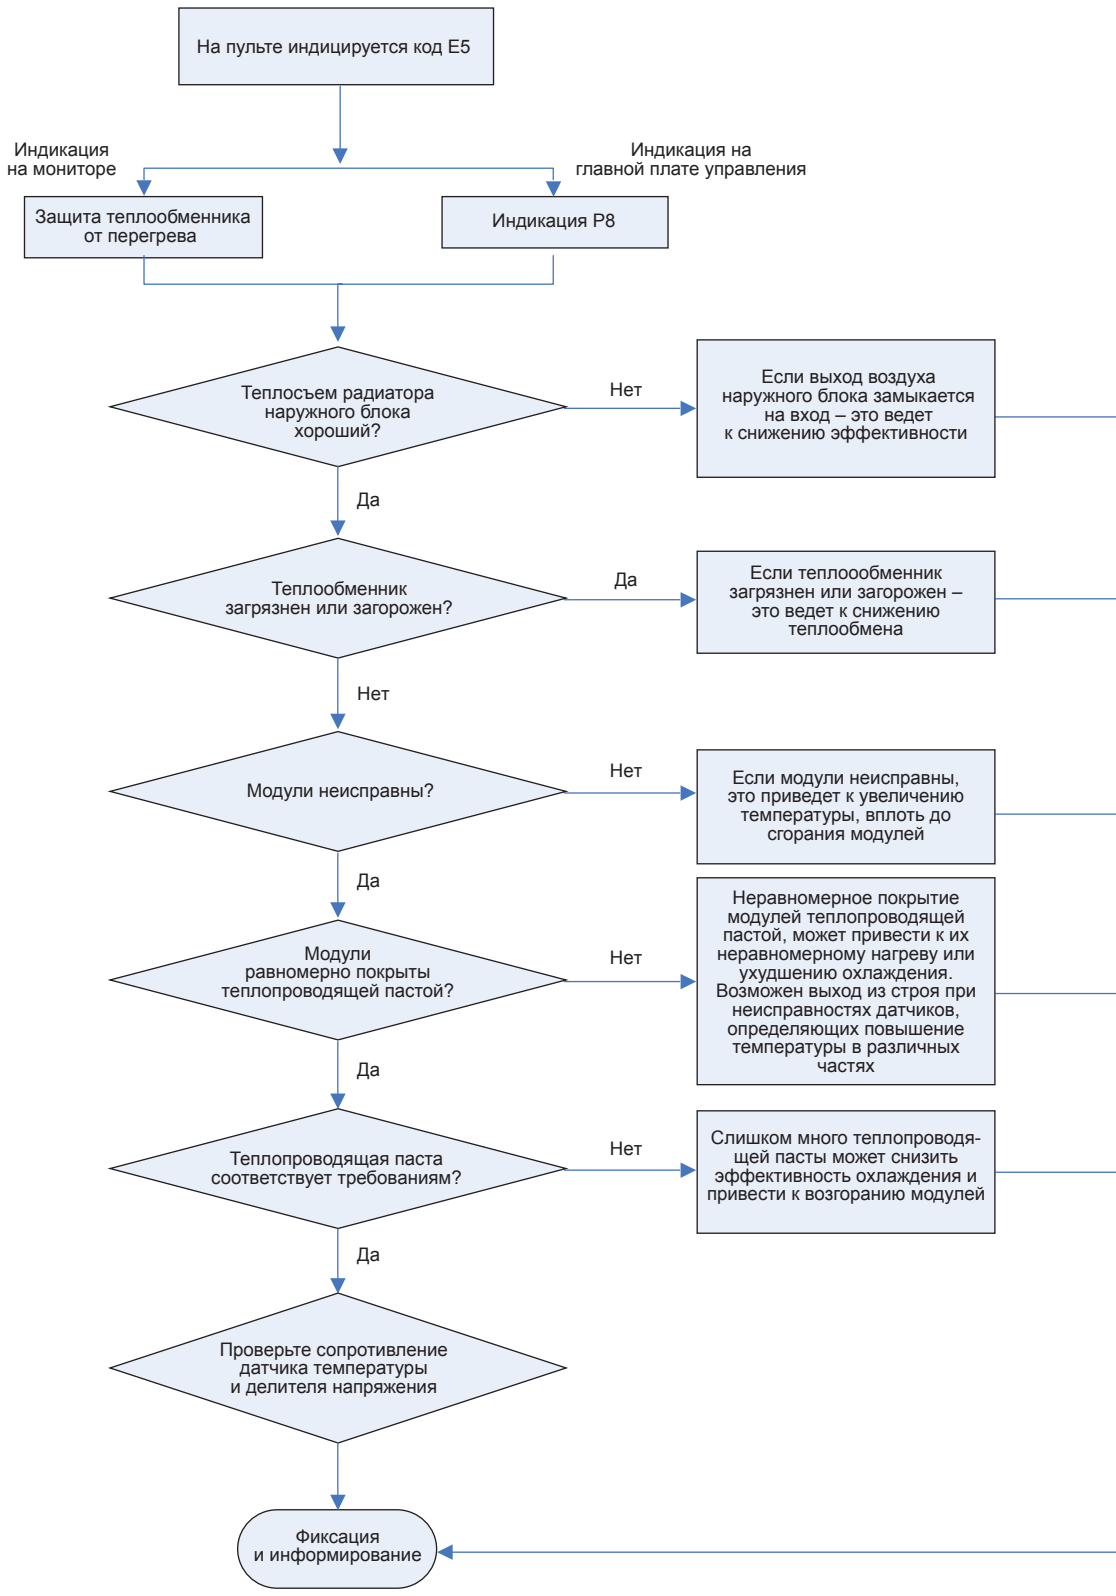 На пульте индицируется код E5
Индикация
на мониторе
Индикация на
главной плате управления
Защита теплообменника
от перегрева
Индикация P8
Теплосъем радиатора
наружного блока
хороший?
Нет
Если выход воздуха
наружного блока замыкается
на вход – это ведет
к снижению эффективности
Да
Теплообменник
загрязнен или загорожен?
Да
Если теплоообменник
загрязнен или загорожен –
это ведет к снижению
теплообмена
Нет
Модули неисправны?
Нет
Если модули неисправны,
это приведет к увеличению
температуры, вплоть до
сгорания модулей
Да
Модули
равномерно покрыты
теплопроводящей пастой?
Нет
Неравномерное покрытие
модулей теплопроводящей
пастой, может привести к их
неравномерному нагреву или
ухудшению охлаждения.
Возможен выход из строя при
неисправностях датчиков,
определяющих повышение
температуры в различных
частях
Да
Теплопроводящая паста
соответствует требованиям?
Нет
Слишком много теплопроводя-
щей пасты может снизить
эффективность охлаждения и
привести к возгоранию модулей
Да
Проверьте сопротивление
датчика температуры
и делителя напряжения
Фиксация
и информирование